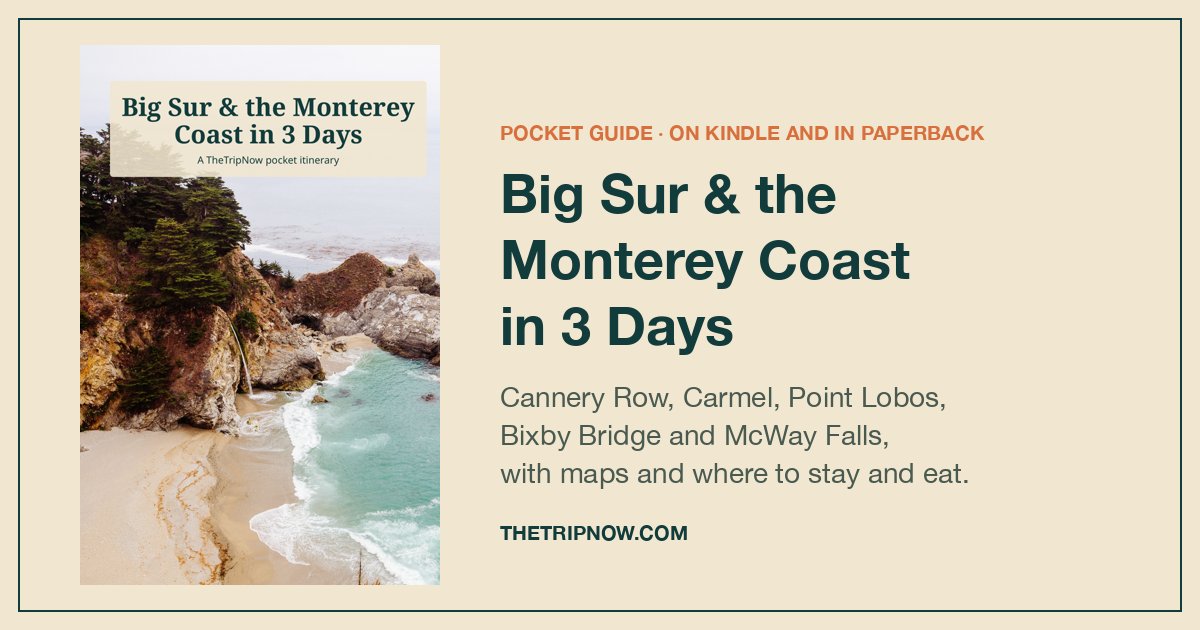 Big Sur & the Monterey
Coast in 3 Days
A TheTripNow pocket itinerary
POCKET GUIDE · ON KINDLE AND IN PAPERBACK
Big Sur & the
Monterey Coast
in 3 Days
Cannery Row, Carmel, Point Lobos,
Bixby Bridge and McWay Falls,
with maps and where to stay and eat.
THETRIPNOW.COM